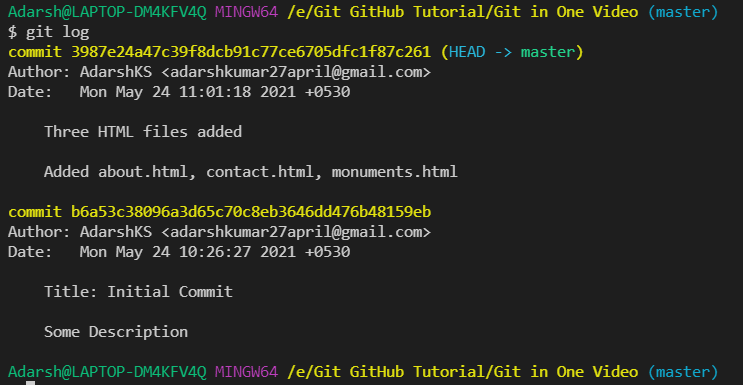 Adarsh@LAPTOP-DM4KFV4Q MINGW64 /e/Git GitHub Tutorial/Git in One Video (master)
$ git log
commit 3987e24a47c39f8dcb91c77ce6705dfc1f87c261 (HEAD -> master)
Author: AdarshKS <adarshkumar27april@gmail.com>
Date:   Mon May 24 11:01:18 2021 +0530
    Three HTML files added
    Added about.html, contact.html, monuments.html
commit b6a53c38096a3d65c70c8eb3646dd476b48159eb
Author: AdarshKS <adarshkumar27april@gmail.com>
Date:   Mon May 24 10:26:27 2021 +0530
    Title: Initial Commit
    Some Description
Adarsh@LAPTOP-DM4KFV4Q MINGW64 /e/Git GitHub Tutorial/Git in One Video (master)